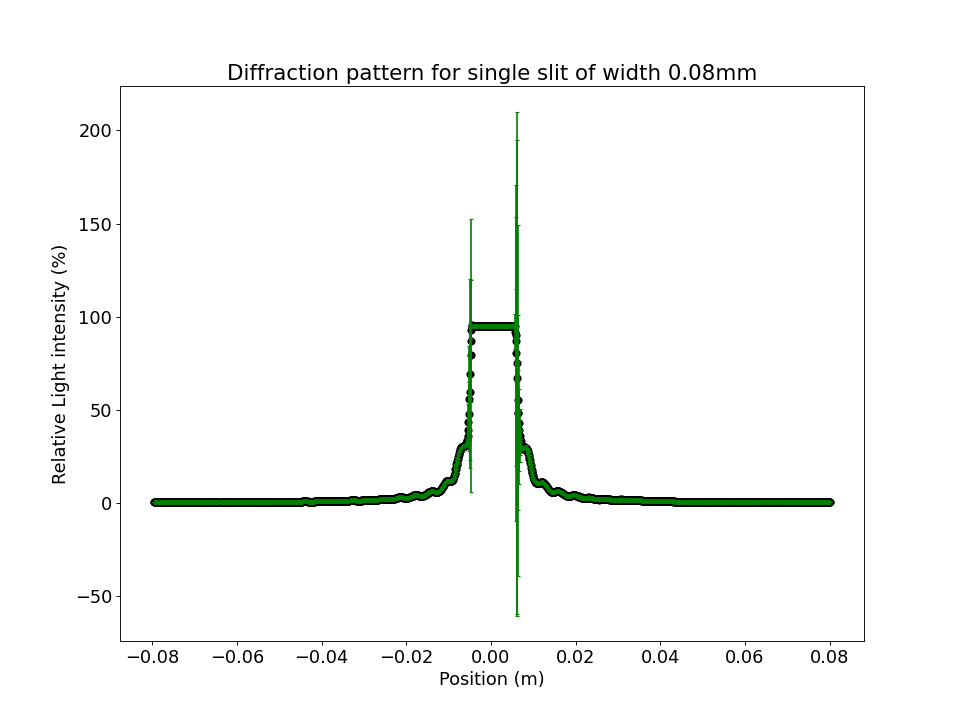 Diffraction pattern for single slit of width 0.08mm
Relative Light intensity (%)
200
150
100
50
0
−50
−0.08 −0.06 −0.04 −0.02 0.00 0.02 0.04 0.06 0.08
Position (m)